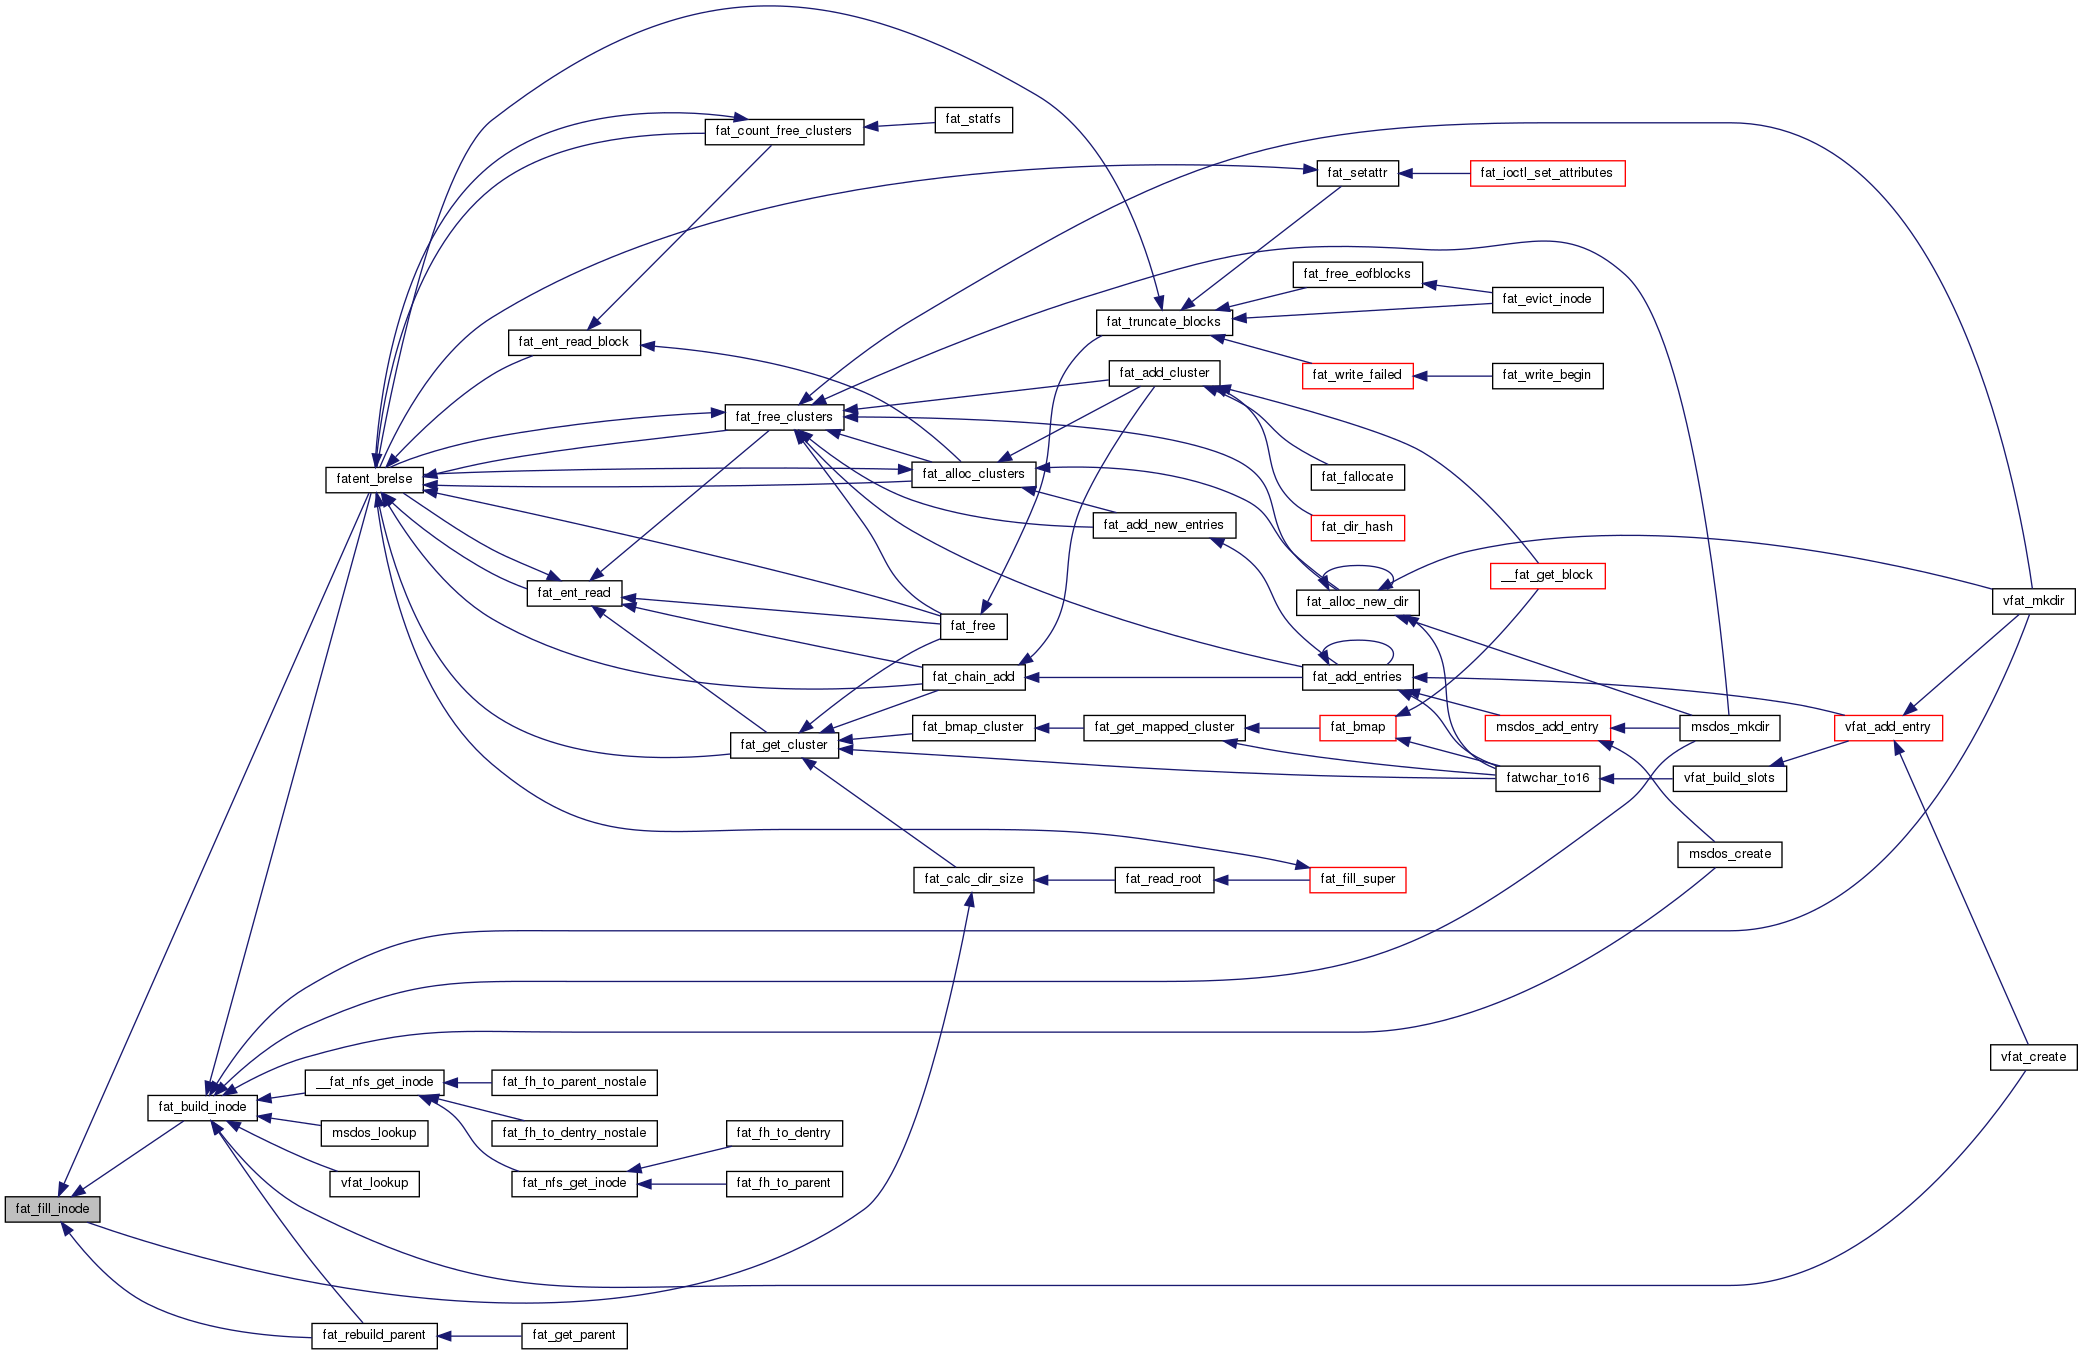 fat_statfs
fat_count_free_clusters
fat_setattr
fat_ioctl_set_attributes
fat_free_eofblocks
fat_evict_inode
fat_truncate_blocks
fat_ent_read_block
fat_write_failed
fat_write_begin
fat_add_cluster
fat_free_clusters
fat_alloc_clusters
fat_fallocate
fatent_brelse
fat_add_new_entries
fat_dir_hash
__fat_get_block
fat_ent_read
fat_alloc_new_dir
vfat_mkdir
fat_free
fat_chain_add
fat_add_entries
fat_bmap_cluster
fat_get_mapped_cluster
fat_bmap
msdos_add_entry
msdos_mkdir
vfat_add_entry
fat_get_cluster
fatwchar_to16
vfat_build_slots
msdos_create
fat_calc_dir_size
fat_read_root
fat_fill_super
vfat_create
__fat_nfs_get_inode
fat_fh_to_parent_nostale
fat_build_inode
msdos_lookup
fat_fh_to_dentry_nostale
fat_fh_to_dentry
vfat_lookup
fat_nfs_get_inode
fat_fh_to_parent
fat_fill_inode
fat_rebuild_parent
fat_get_parent